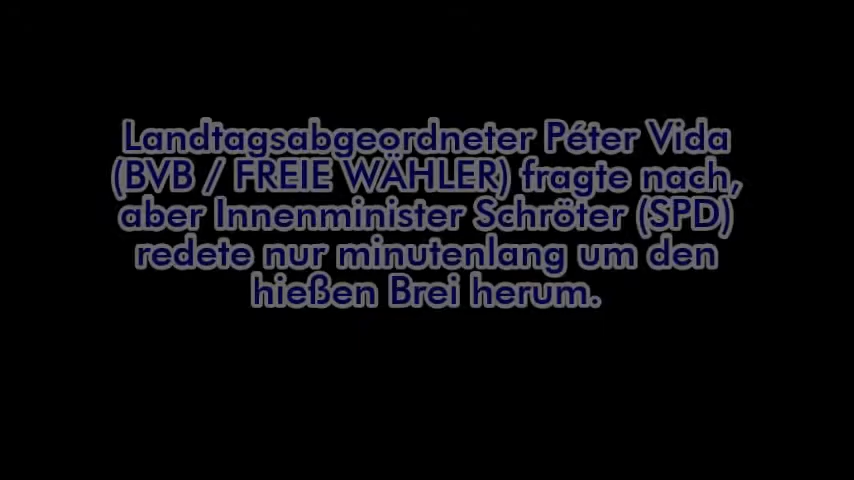 Landtagsabgeordneter Péter Vida
(BVB / FREIE WÄHLER) fragte nach,
aber Innenminister Schröter (SPD)
redete nur minutenlang um den
hießen Brei herum.